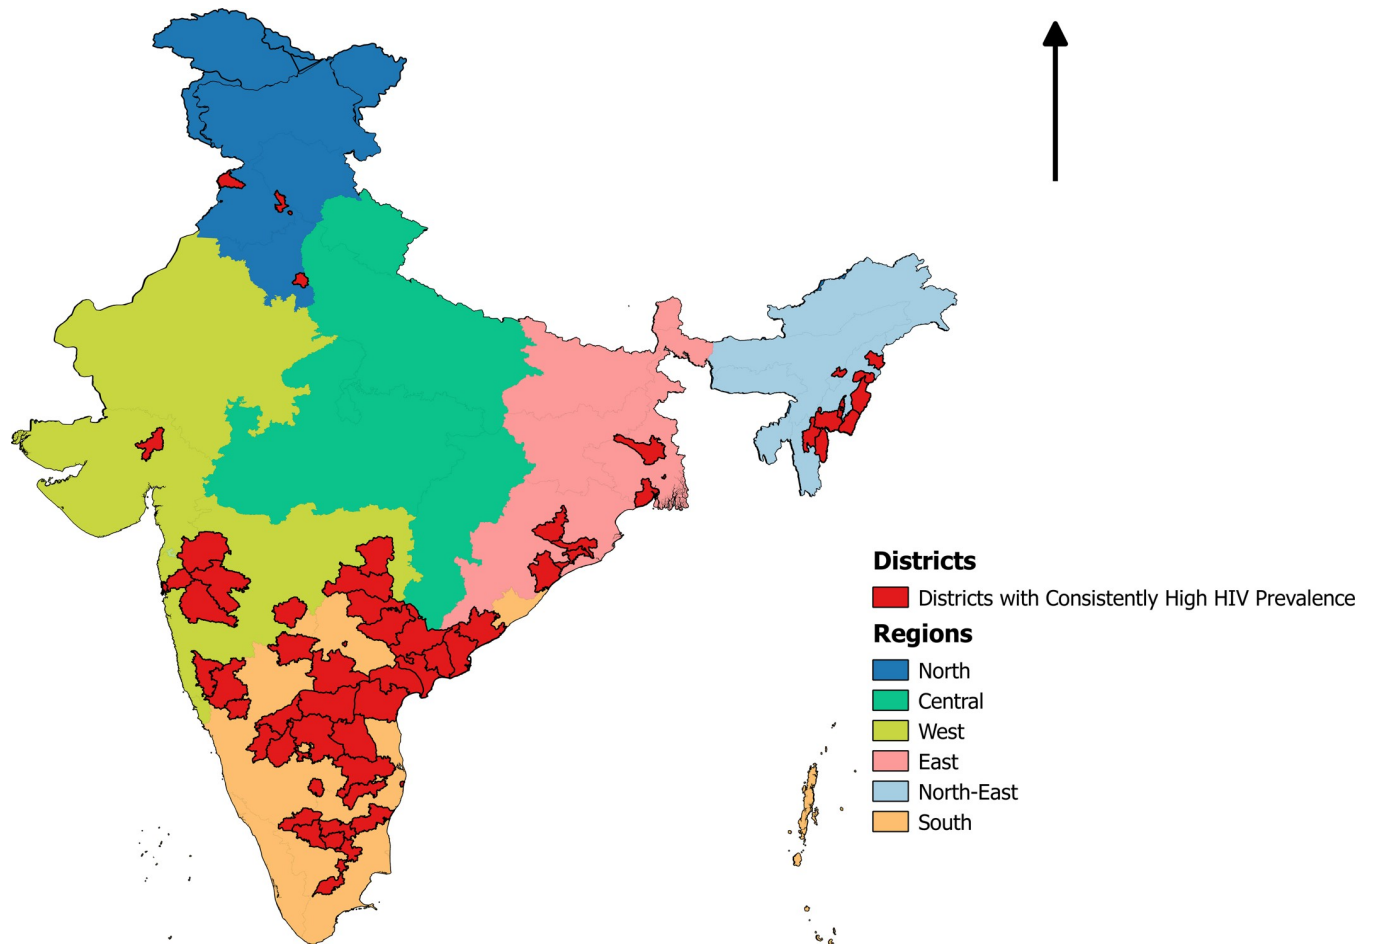 Districts
Districts with Consistently High HIV Prevalence
Regions
North
Central
West
East
North-East
South